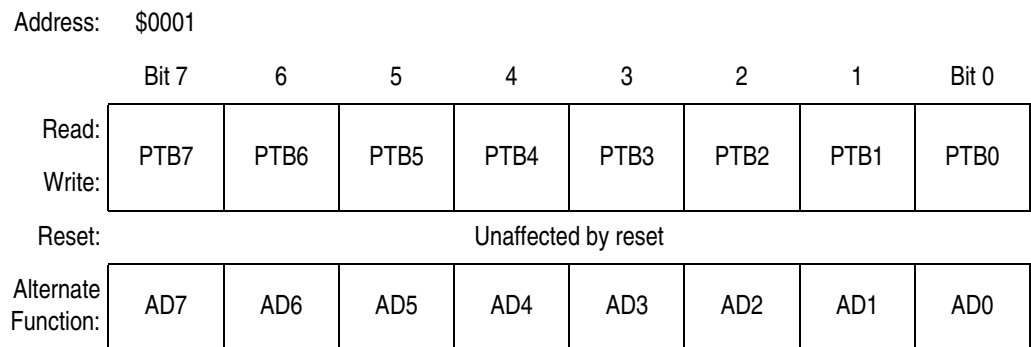 Address: $0001
Bit 7 6 5 4 3 2 1 Bit 0
Read:
PTB7 PTB6 PTB5 PTB4 PTB3 PTB2 PTB1 PTB0
Write:
Reset: Unaffected by reset
Alternate
Function: AD7 AD6 AD5 AD4 AD3 AD2 AD1 AD0